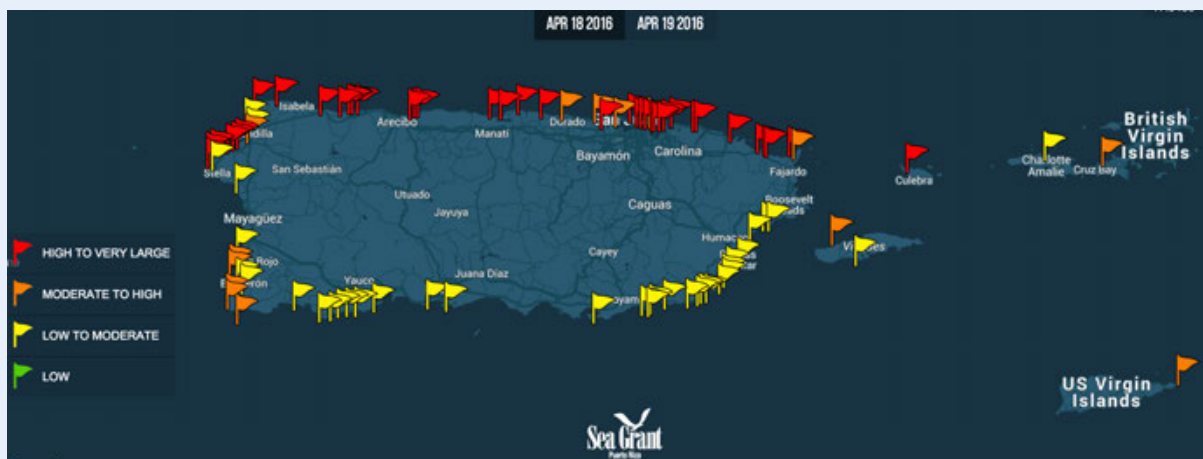 APR 18 2016
APR 19 2016
Isabela
Arecibo
Manatí
Dorado
San
Carolina
Bayamón
San Sebastián
Utuado
Jayuya
Caguas
Fajardo
Culebra
Charlotte
Amalie
Cruz Bay
British
Virgin
Islands
Mayagüez
Roosevelt
Humacao
Cayey
Juana Díaz
Yauco
Rojo
HIGH TO VERY LARGE
MODERATE TO HIGH
LOW TO MODERATE
LOW
US Virgin
Islands
Sea Grant
Puerto Rico